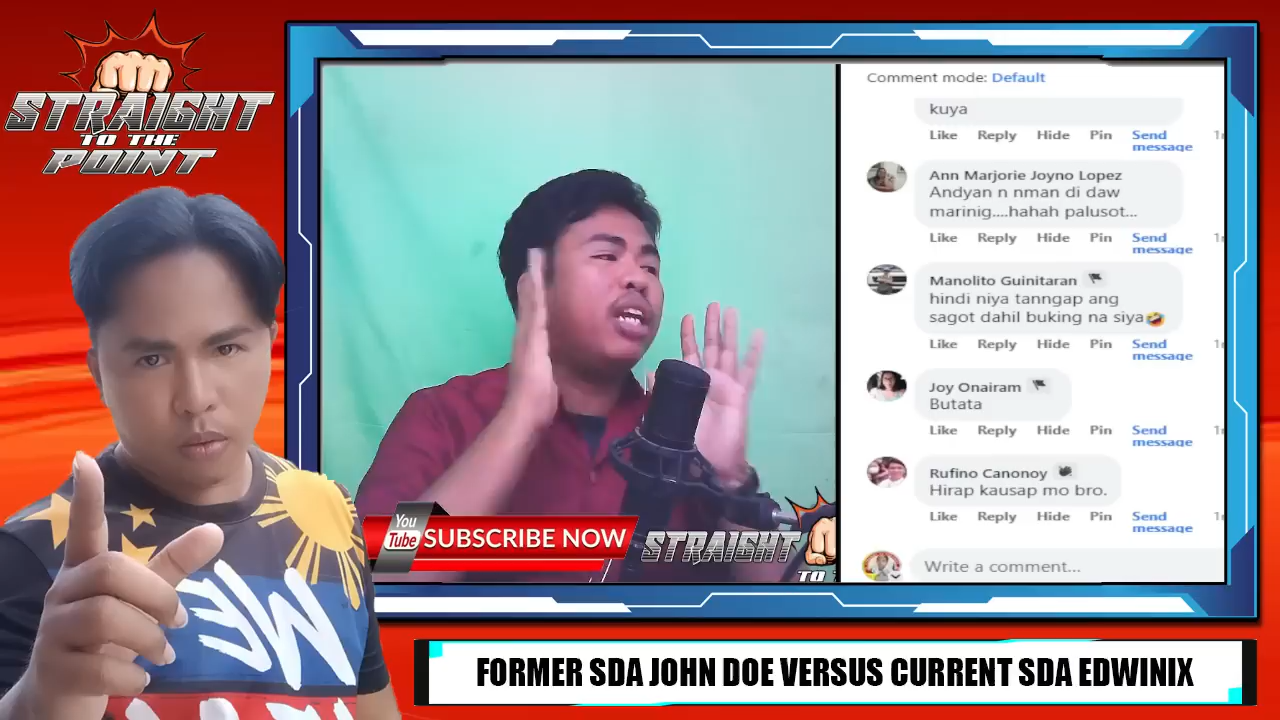 STRAIGHT
TO THE
POINT
Comment mode: Default
kuya
Like Reply Hide Pin Send message
Ann Marjorie Joyno Lopez
Andyan n nman di daw
marinig....hahah palusot...
Like Reply Hide Pin Send message
Manolito Guinitaran
hindi niya tanngap ang
sagot dahil buking na siya🤣
Like Reply Hide Pin Send message
Joy Onairam
Butata
Like Reply Hide Pin Send message
Rufino Canonoy
Hirap kausap mo bro.
Like Reply Hide Pin Send message
Write a comment...
You
Tube
SUBSCRIBE NOW
STRAIGHT
TO
ME
FORMER SDA JOHN DOE VERSUS CURRENT SDA EDWINIX